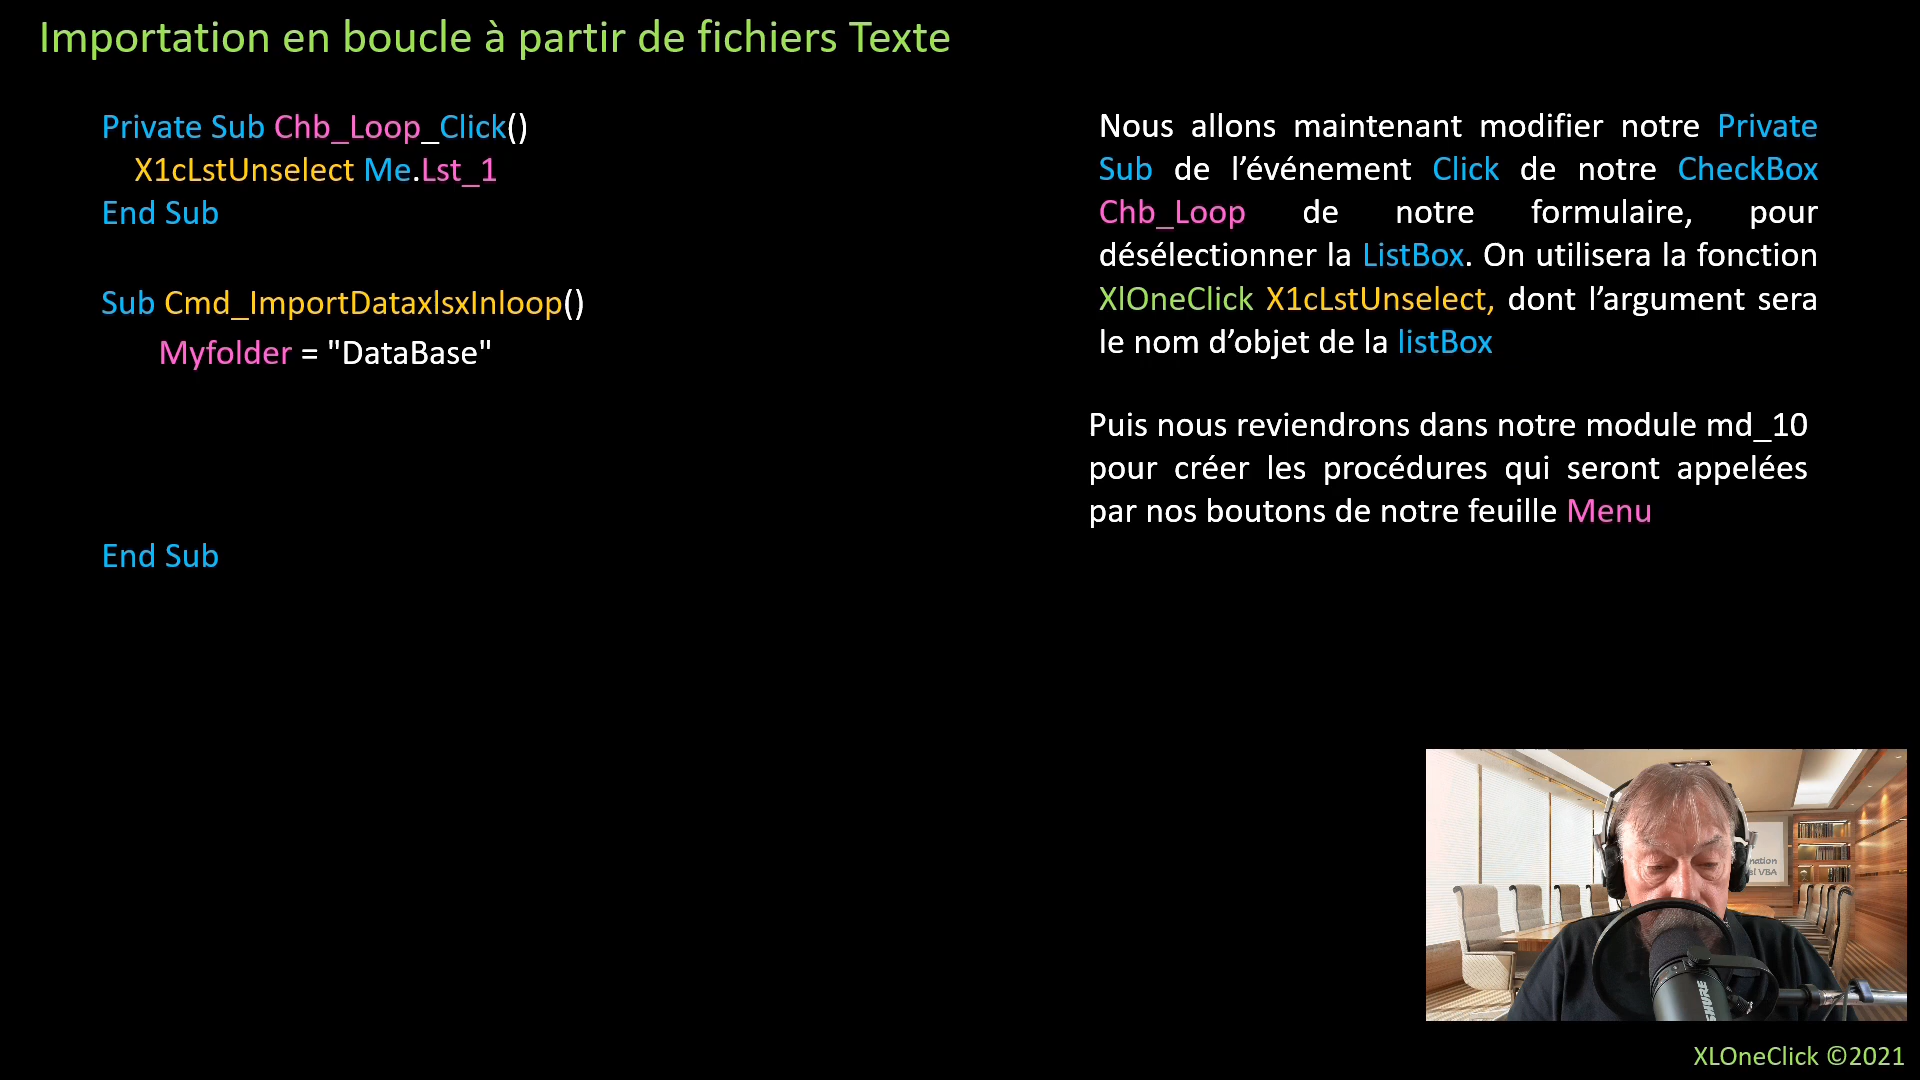 Importation en boucle à partir de fichiers Texte
Private Sub Chb_Loop_Click()
X1cLstUnselect Me.Lst_1
End Sub
Sub Cmd_ImportDataxlsxInloop()
Myfolder = "DataBase"
End Sub
Nous allons maintenant modifier notre Private
Sub de l’événement Click de notre CheckBox
Chb_Loop de notre formulaire, pour
désélectionner la ListBox. On utilisera la fonction
XlOneClick X1cLstUnselect, dont l’argument sera
le nom d’objet de la listBox
Puis nous reviendrons dans notre module md_10
pour créer les procédures qui seront appelées
par nos boutons de notre feuille Menu
nation
el VBA
SHURE
XLOneClick ©2021